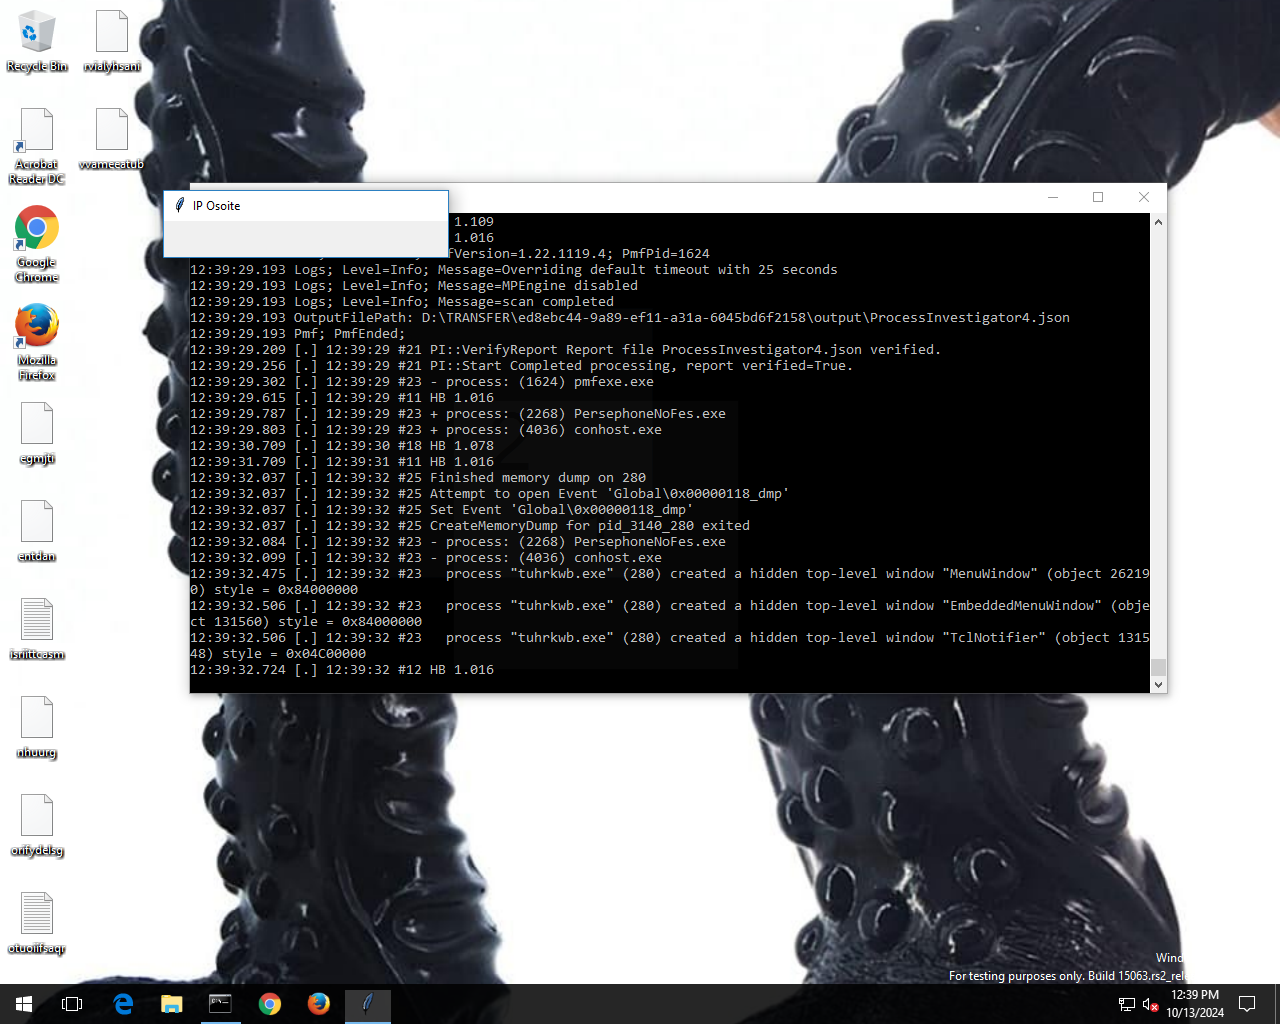 Recycle Bin
rvialyhsani
Acrobat
Reader DC
vvameeatub
Google
Chrome
Mozilla
Firefox
egmjti
entdan
isriittcasm
nhuurg
orifydelsg
otuoiifsaqr
IP Osoite
1.109
1.016
fVersion=1.22.1119.4; PmfPid=1624
12:39:29.193 Logs; Level=Info; Message=Overriding default timeout with 25 seconds
12:39:29.193 Logs; Level=Info; Message=MPEngine disabled
12:39:29.193 Logs; Level=Info; Message=scan completed
12:39:29.193 OutputFilePath: D:\TRANSFER\ed8ebc44-9a89-ef11-a31a-6045bd6f2158\output\ProcessInvestigator4.json
12:39:29.193 Pmf; PmfEnded;
12:39:29.209 [.] 12:39:29 #21 PI::VerifyReport Report file ProcessInvestigator4.json verified.
12:39:29.256 [.] 12:39:29 #21 PI::Start Completed processing, report verified=True.
12:39:29.302 [.] 12:39:29 #23 - process: (1624) pmfexe.exe
12:39:29.615 [.] 12:39:29 #11 HB 1.016
12:39:29.787 [.] 12:39:29 #23 + process: (2268) PersephoneNoFes.exe
12:39:29.803 [.] 12:39:29 #23 + process: (4036) conhost.exe
12:39:30.709 [.] 12:39:30 #18 HB 1.078
12:39:31.709 [.] 12:39:31 #11 HB 1.016
12:39:32.037 [.] 12:39:32 #25 Finished memory dump on 280
12:39:32.037 [.] 12:39:32 #25 Attempt to open Event 'Global\0x00000118_dmp'
12:39:32.037 [.] 12:39:32 #25 Set Event 'Global\0x00000118_dmp'
12:39:32.037 [.] 12:39:32 #25 CreateMemoryDump for pid_3140_280 exited
12:39:32.084 [.] 12:39:32 #23 - process: (2268) PersephoneNoFes.exe
12:39:32.099 [.] 12:39:32 #23 - process: (4036) conhost.exe
12:39:32.475 [.] 12:39:32 #23   process "tuhrkwb.exe" (280) created a hidden top-level window "MenuWindow" (object 26219
0) style = 0x84000000
12:39:32.506 [.] 12:39:32 #23   process "tuhrkwb.exe" (280) created a hidden top-level window "EmbeddedMenuWindow" (obje
ct 131560) style = 0x84000000
12:39:32.506 [.] 12:39:32 #23   process "tuhrkwb.exe" (280) created a hidden top-level window "TclNotifier" (object 1315
48) style = 0x04C00000
12:39:32.724 [.] 12:39:32 #12 HB 1.016
Wind
For testing purposes only. Build 15063.rs2_rel
12:39 PM
10/13/2024